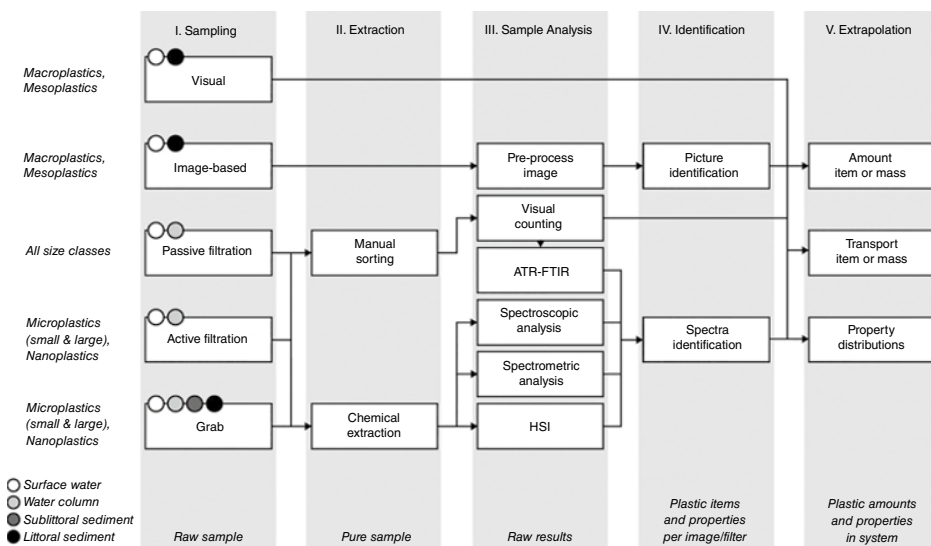 I. Sampling
II. Extraction
III. Sample Analysis
IV. Identification
V. Extrapolation
Macroplastics,
Mesoplastics
Visual
Macroplastics,
Mesoplastics
Image-based
Pre-process
image
Picture
identification
Amount
item or mass
Visual
counting
All size classes
Passive filtration
Manual
sorting
ATR-FTIR
Transport
item or mass
Microplastics
(small & large),
Nanoplastics
Active filtration
Spectroscopic
analysis
Spectra
identification
Property
distributions
Spectrometric
analysis
Microplastics
(small & large),
Nanoplastics
Grab
Chemical
extraction
HSI
Surface water
Water column
Sublittoral sediment
Littoral sediment
Raw sample
Pure sample
Raw results
Plastic items
and properties
per image/filter
Plastic amounts
and properties
in system